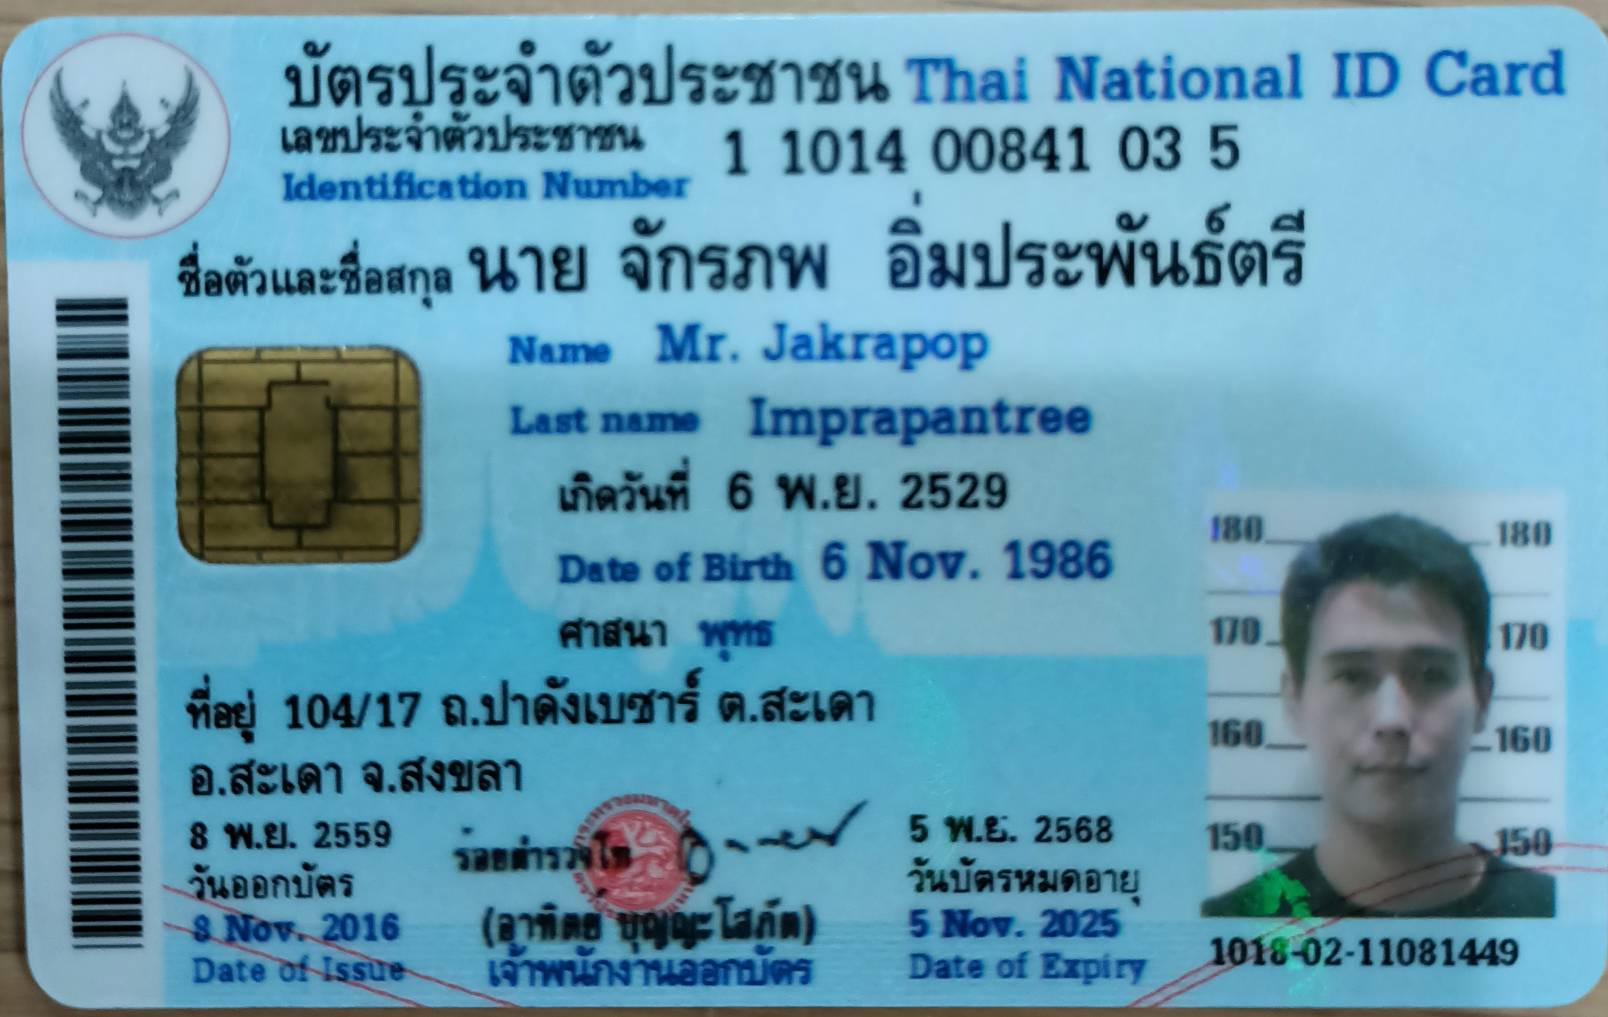 บัตรประจำตัวประชาชน Thai National ID Card
เลขประจำตัวประชาชน 1 1014 00841 03 5
Identification Number
ชื่อตัวและชื่อสกุล นาย จักรภพ อิ่มประพันธ์ตรี
Name Mr. Jakrapop
Last name Imprapantree
เกิดวันที่ 6 พ.ย. 2529
Date of Birth 6 Nov. 1986
ศาสนา พุทธ
ที่อยู่ 104/17 ถ.ปาดังเบซาร์ ต.สะเดา
อ.สะเดา จ.สงขลา
8 พ.ย. 2559
วันออกบัตร
8 Nov. 2016
Date of Issue
ร้อยตำรวจโท
(อาทิตย์ บุญญะโสภัต)
เจ้าพนักงานออกบัตร
5 พ.ย. 2568
วันบัตรหมดอายุ
5 Nov. 2025
Date of Expiry
180 180
170 170
160 160
150 150
1018-02-11081449